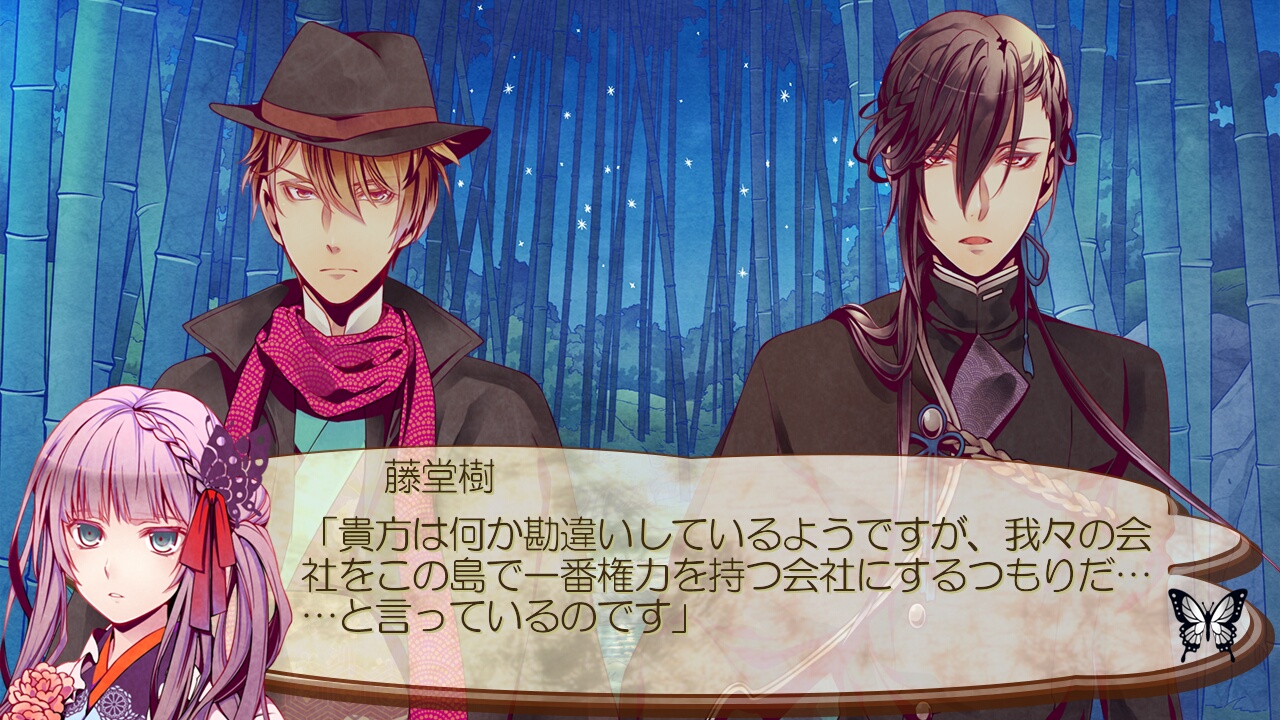 藤堂樹
「貴方は何か勘違いしているようですが、我々の会
社をこの島で一番権力を持つ会社にするつもりだ…
…と言っているのです」